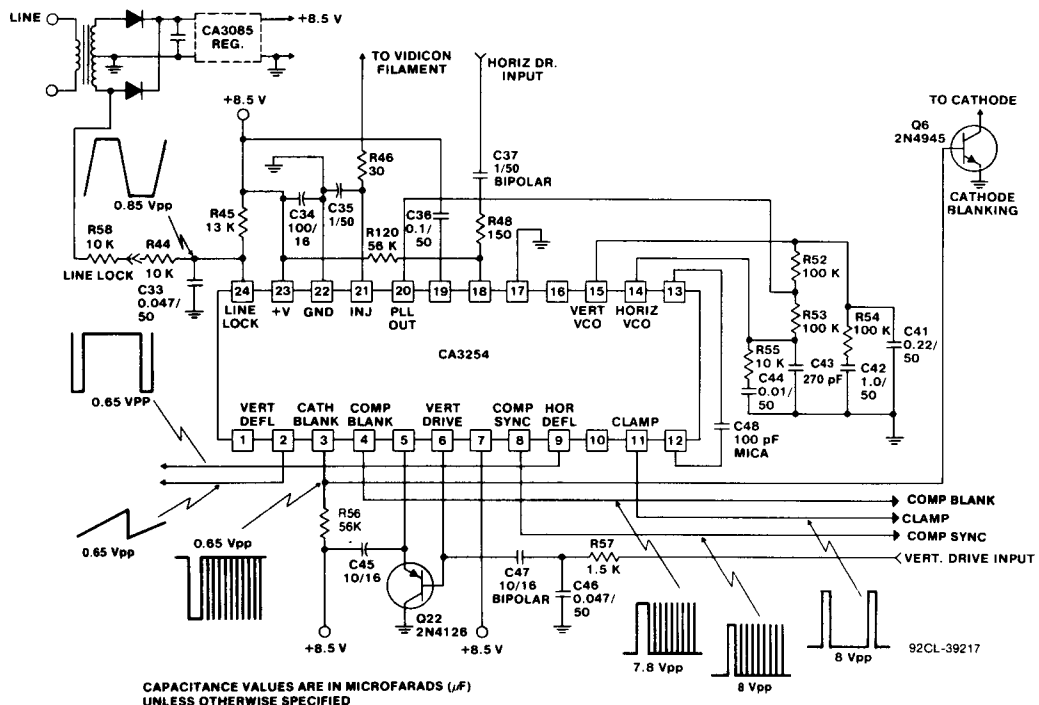 LINE
CA3085
REG.
+8.5 V
TO VIDICON
FILAMENT
HORIZ DR.
INPUT
+8.5 V
TO CATHODE
Q6
2N4945
CATHODE
BLANKING
R46
30
C37
1/50
BIPOLAR
0.85 Vpp
R45
13 K
C34
100/
16
C35
1/50
C36
0.1/
50
R48
150
R120
56 K
R58
10 K
R44
10 K
LINE LOCK
C33
0.047/
50
R52
100 K
R53
100 K
R54
100 K
C41
0.22/
50
R55
10 K
C44
0.01/
50
C43
270 pF
C42
1.0/
50
24 23 22 21 20 19 18 17 16 15 14 13
LINE
LOCK
+V
GND
INJ
PLL
OUT
VERT
VCO
HORIZ
VCO
CA3254
0.65 VPP
VERT
DEFL
CATH
BLANK
COMP
BLANK
VERT
DRIVE
COMP
SYNC
HOR
DEFL
CLAMP
1 2 3 4 5 6 7 8 9 10 11 12
C48
100 pF
MICA
COMP BLANK
CLAMP
COMP SYNC
VERT. DRIVE INPUT
0.65 Vpp
0.65 Vpp
R56
56K
C45
10/16
Q22
2N4126
C47
10/16
BIPOLAR
C46
0.047/
50
R57
1.5 K
+8.5 V
+8.5 V
7.8 Vpp
8 Vpp
8 Vpp
92CL-39217
CAPACITANCE VALUES ARE IN MICROFARADS (μF)
UNLESS OTHERWISE SPECIFIED